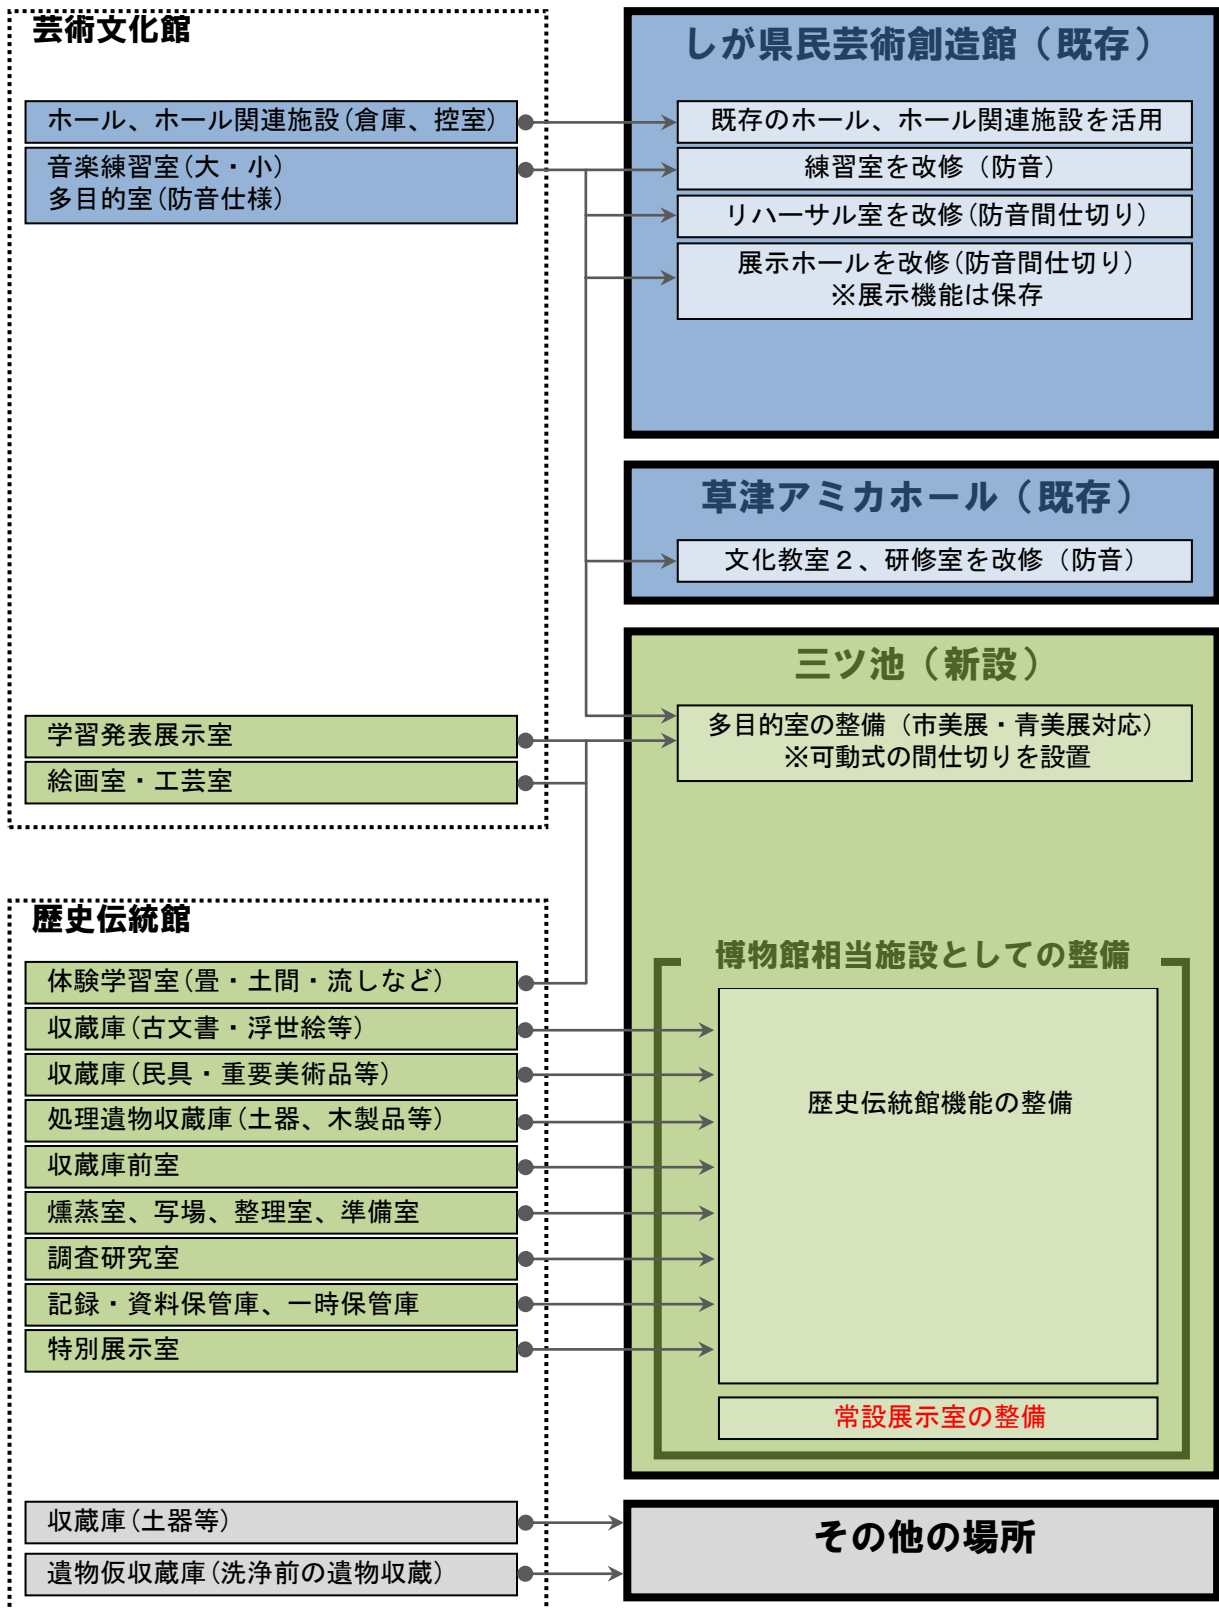 芸術文化館
ホール、ホール関連施設(倉庫、控室)
音楽練習室(大・小)
多目的室(防音仕様)
学習発表展示室
絵画室・工芸室
歴史伝統館
体験学習室(畳・土間・流しなど)
収蔵庫(古文書・浮世絵等)
収蔵庫(民具・重要美術品等)
処理遺物収蔵庫(土器、木製品等)
収蔵庫前室
燻蒸室、写場、整理室、準備室
調査研究室
記録・資料保管庫、一時保管庫
特別展示室
収蔵庫(土器等)
遺物仮収蔵庫(洗浄前の遺物収蔵)
しが県民芸術創造館（既存）
既存のホール、ホール関連施設を活用
練習室を改修（防音）
リハーサル室を改修(防音間仕切り)
展示ホールを改修(防音間仕切り)
※展示機能は保存
草津アミカホール（既存）
文化教室２、研修室を改修（防音）
三ツ池（新設）
多目的室の整備（市美展・青美展対応）
※可動式の間仕切りを設置
博物館相当施設としての整備
歴史伝統館機能の整備
常設展示室の整備
その他の場所